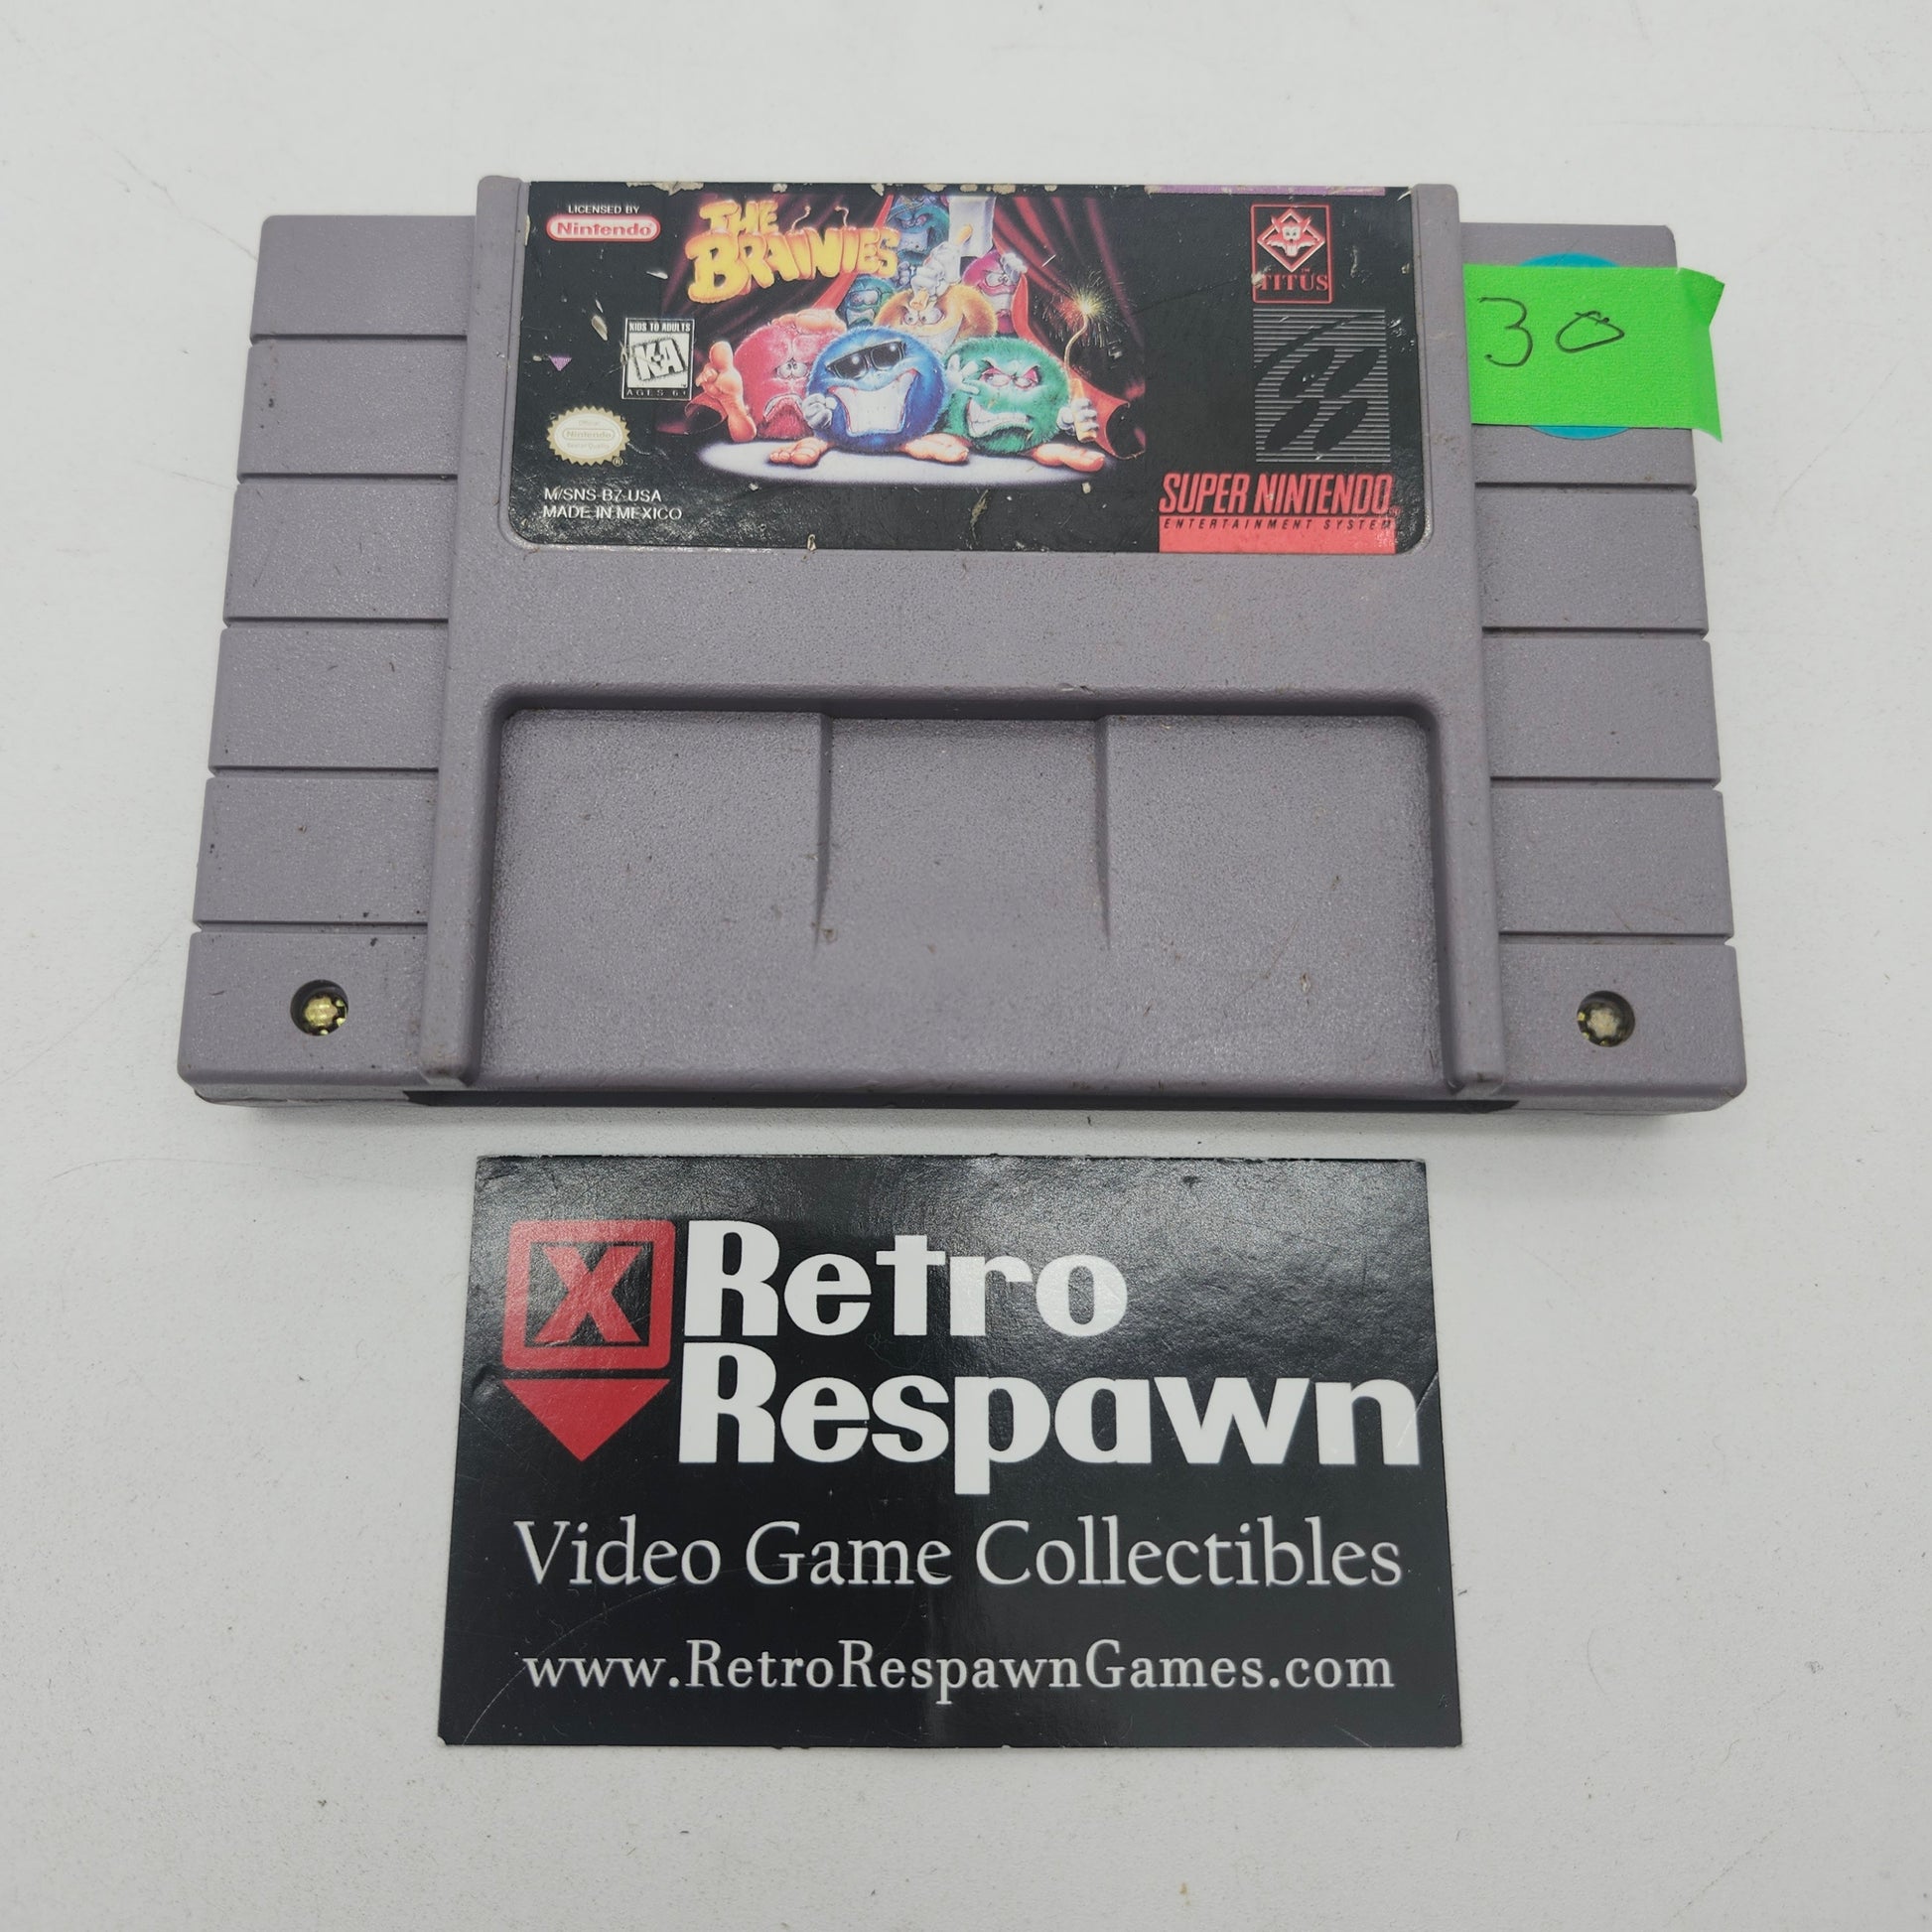 LICENSED BY
Nintendo
THE
BRAINIES
TITUS
KIDS TO ADULTS
K-A
AGES 6+
Nintendo
M/SNS-B7-USA
MADE IN MEXICO
SUPER NINTENDO
ENTERTAINMENT SYSTEM
30
X
Retro
Respawn
Video Game Collectibles
www.RetroRespawnGames.com